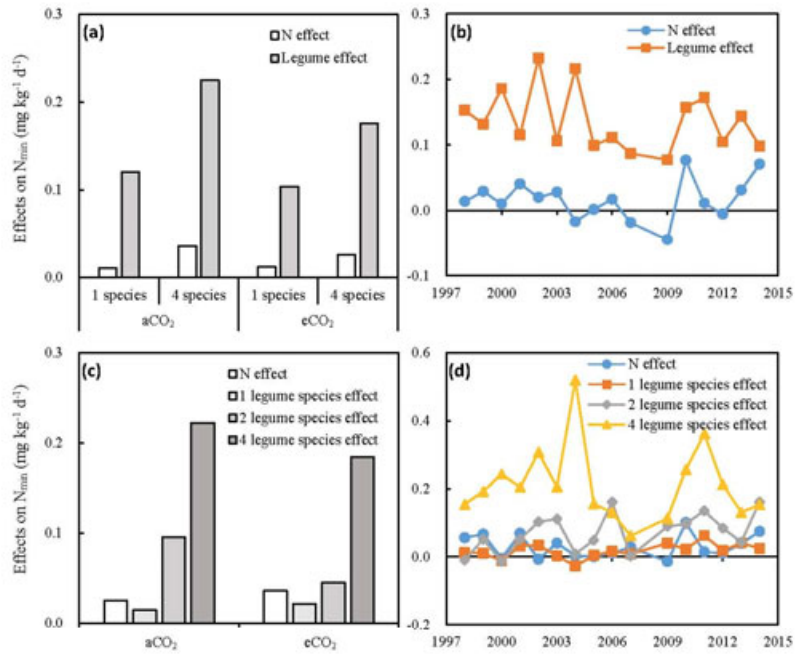 (a)
N effect
Legume effect
Effects on Nmin (mg kg-1 d-1)
0.3
0.2
0.1
0.0
1 species 4 species 1 species 4 species
aCO2 eCO2
(b)
N effect
Legume effect
0.3
0.2
0.1
0.0
-0.1
1997 2000 2003 2006 2009 2012 2015
(c)
N effect
1 legume species effect
2 legume species effect
4 legume species effect
Effects on Nmin (mg kg-1 d-1)
0.3
0.2
0.1
0.0
aCO2 eCO2
(d)
N effect
1 legume species effect
2 legume species effect
4 legume species effect
0.6
0.4
0.2
0.0
-0.2
1997 2000 2003 2006 2009 2012 2015